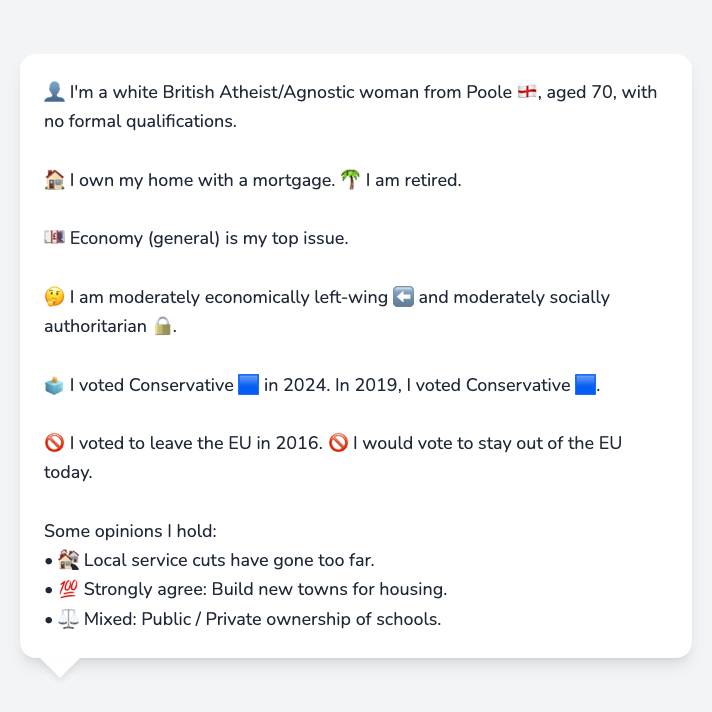 👤 I'm a white British Atheist/Agnostic woman from Poole 🏴󠁧󠁢󠁥󠁮󠁧󠁿, aged 70, with
no formal qualifications.
🏠 I own my home with a mortgage. 🌴 I am retired.
💷 Economy (general) is my top issue.
🤔 I am moderately economically left-wing ⬅️ and moderately socially
authoritarian 🔒.
🗳️ I voted Conservative 🟦 in 2024. In 2019, I voted Conservative 🟦.
🚫 I voted to leave the EU in 2016. 🚫 I would vote to stay out of the EU
today.
Some opinions I hold:
• 🏚️ Local service cuts have gone too far.
• 💯 Strongly agree: Build new towns for housing.
• ⚖️ Mixed: Public / Private ownership of schools.